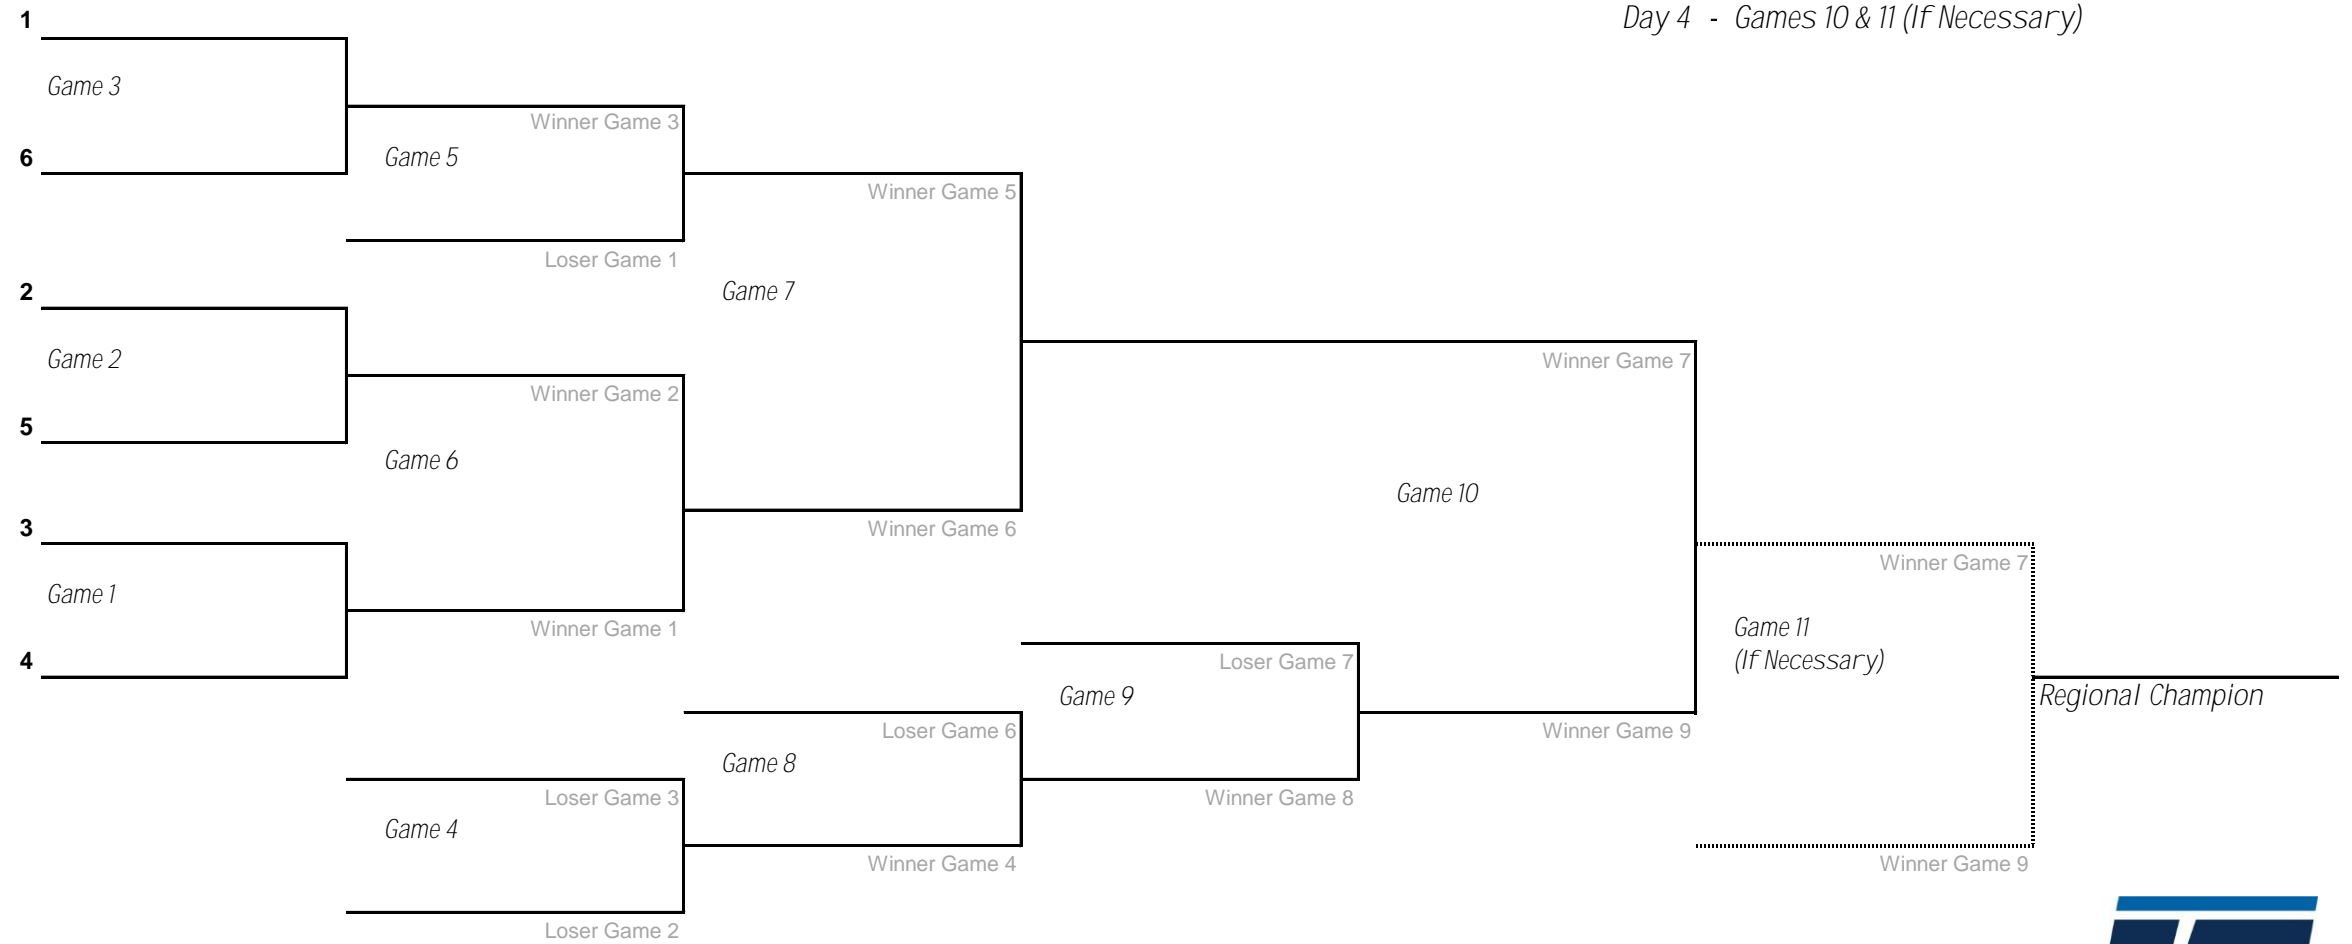 1
Day 4 - Games 10 & 11 (If Necessary)
Game 3
Winner Game 3
6
Game 5
Winner Game 5
Loser Game 1
2
Game 7
Game 2
Winner Game 7
Winner Game 2
5
Game 6
Game 10
3
Winner Game 6
Winner Game 7
Game 1
Winner Game 1
Game 11
(If Necessary)
4
Loser Game 7
Game 9
Regional Champion
Loser Game 6
Winner Game 9
Game 8
Loser Game 3
Winner Game 8
Game 4
Winner Game 4
Winner Game 9
Loser Game 2